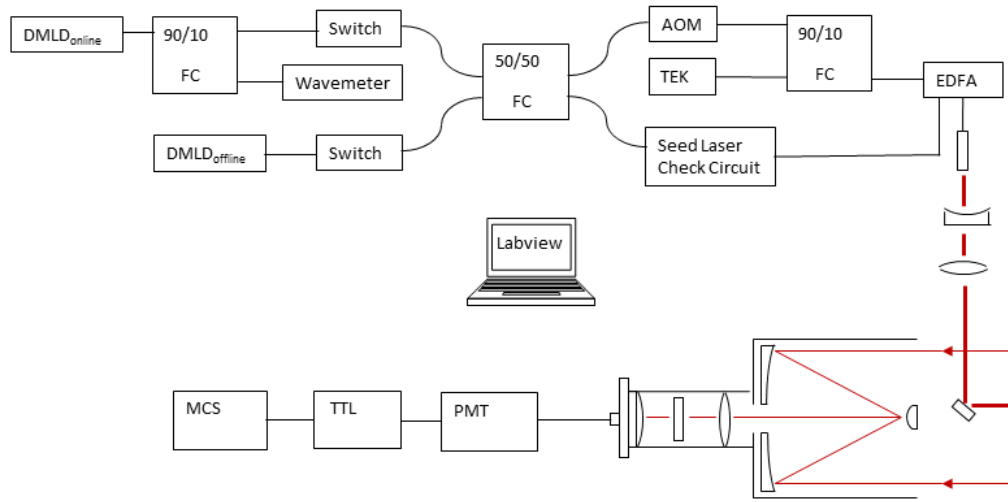 DMLDonline
90/10
FC
Switch
Wavemeter
DMLDoffline
Switch
50/50
FC
AOM
TEK
90/10
FC
EDFA
Seed Laser
Check Circuit
Labview
MCS
TTL
PMT